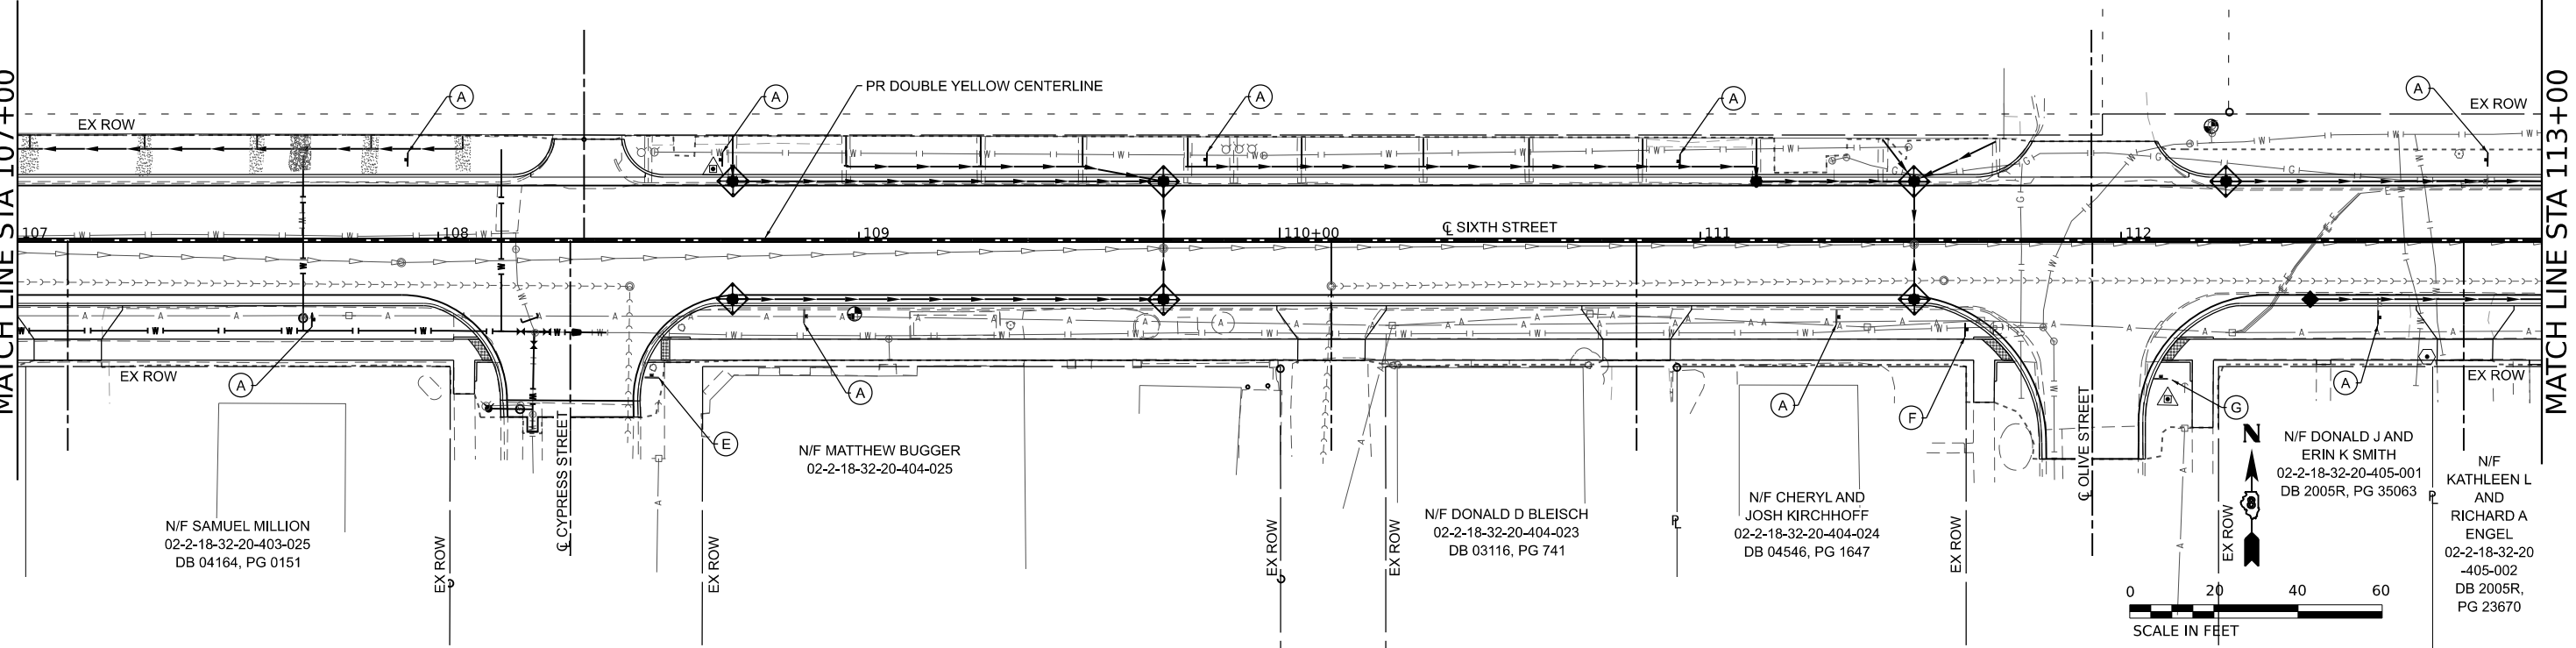 MATCH LINE STA 107+00
MATCH LINE STA 113+00
A
A
PR DOUBLE YELLOW CENTERLINE
A
A
A
EX ROW
EX ROW
107
108
109
110+00
℄ SIXTH STREET
111
112
EX ROW
EX ROW
A
A
A
A
E
F
G
℄ CYPRESS STREET
℄ OLIVE STREET
N/F SAMUEL MILLION
02-2-18-32-20-403-025
DB 04164, PG 0151
EX ROW
EX ROW
N/F MATTHEW BUGGER
02-2-18-32-20-404-025
EX ROW
EX ROW
N/F DONALD D BLEISCH
02-2-18-32-20-404-023
DB 03116, PG 741
PL
N/F CHERYL AND
JOSH KIRCHHOFF
02-2-18-32-20-404-024
DB 04546, PG 1647
EX ROW
EX ROW
N
8
N/F DONALD J AND
ERIN K SMITH
02-2-18-32-20-405-001
DB 2005R, PG 35063
PL
N/F
KATHLEEN L
AND
RICHARD A
ENGEL
02-2-18-32-20
-405-002
DB 2005R,
PG 23670
0 20 40 60
SCALE IN FEET